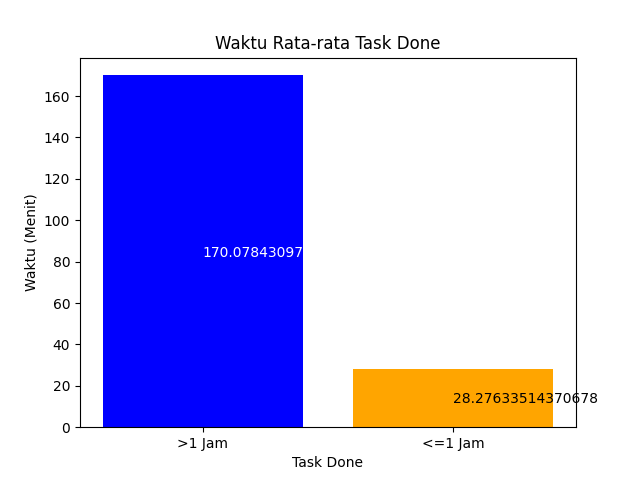 Waktu Rata-rata Task Done
Waktu (Menit)
160
140
120
100
80
60
40
20
0
170.07843097
28.27633514370678
>1 Jam
<=1 Jam
Task Done